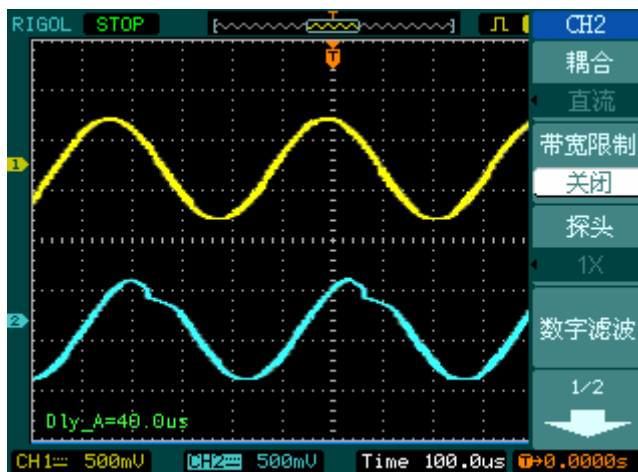 RIGOL STOP
T
CH2
耦合
直流
带宽限制
关闭
探头
1X
数字滤波
1/2
T
1
2
Dly_A=40.0us
CH1 500mV CH2 500mV Time 100.0us T→0.0000s